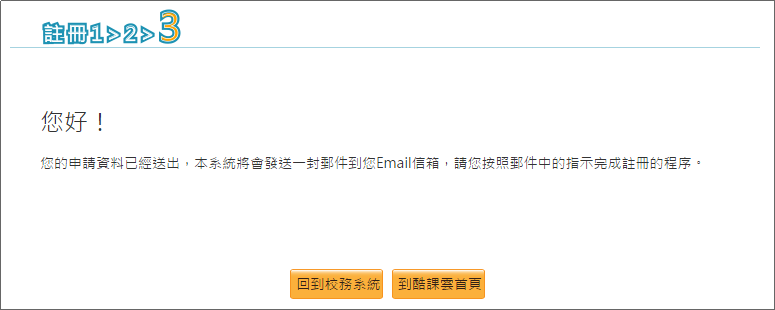 註冊1>2>3
您好！
您的申請資料已經送出，本系統將會發送一封郵件到您Email信箱，請您按照郵件中的指示完成註冊的程序。
回到校務系統 到酷課雲首頁